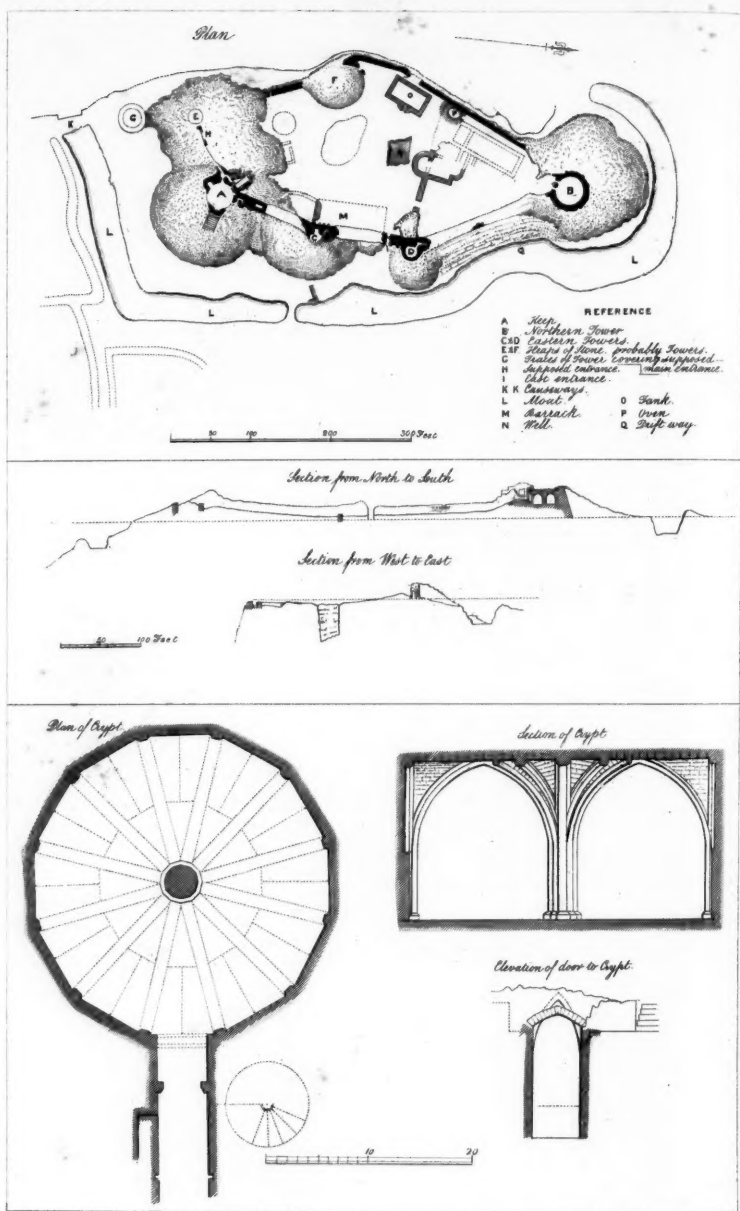 Plan
F
O
K
G
E
H
A
N
B
M
C
D
Q
L
L
L
L
L
REFERENCE
A Keep
B Northern Tower
C&D Eastern Towers.
E&F. Heaps of Stone, probably Towers.
G Traces of Tower covering supposed
H Supposed entrance. main entrance.
I East entrance.
K K Causeways.
L Moat.
M Barrack.
N Well.
O Tank.
P Oven
Q Drift way.
50 100 200 300 Feet
Section from North to South
Section from West to East
50 100 Feet
Plan of Crypt
Section of Crypt
Elevation of door to Crypt.
10 20